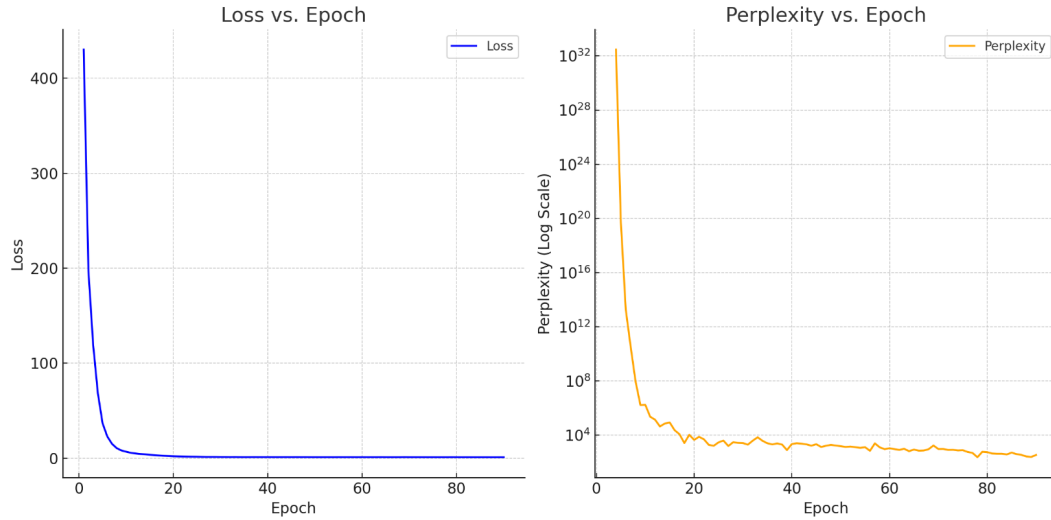 Loss vs. Epoch
Loss
400
300
200
100
0
Loss
0
20
40
60
80
Epoch
Perplexity vs. Epoch
Perplexity
10^32
10^28
10^24
10^20
10^16
10^12
10^8
10^4
Perplexity (Log Scale)
0
20
40
60
80
Epoch